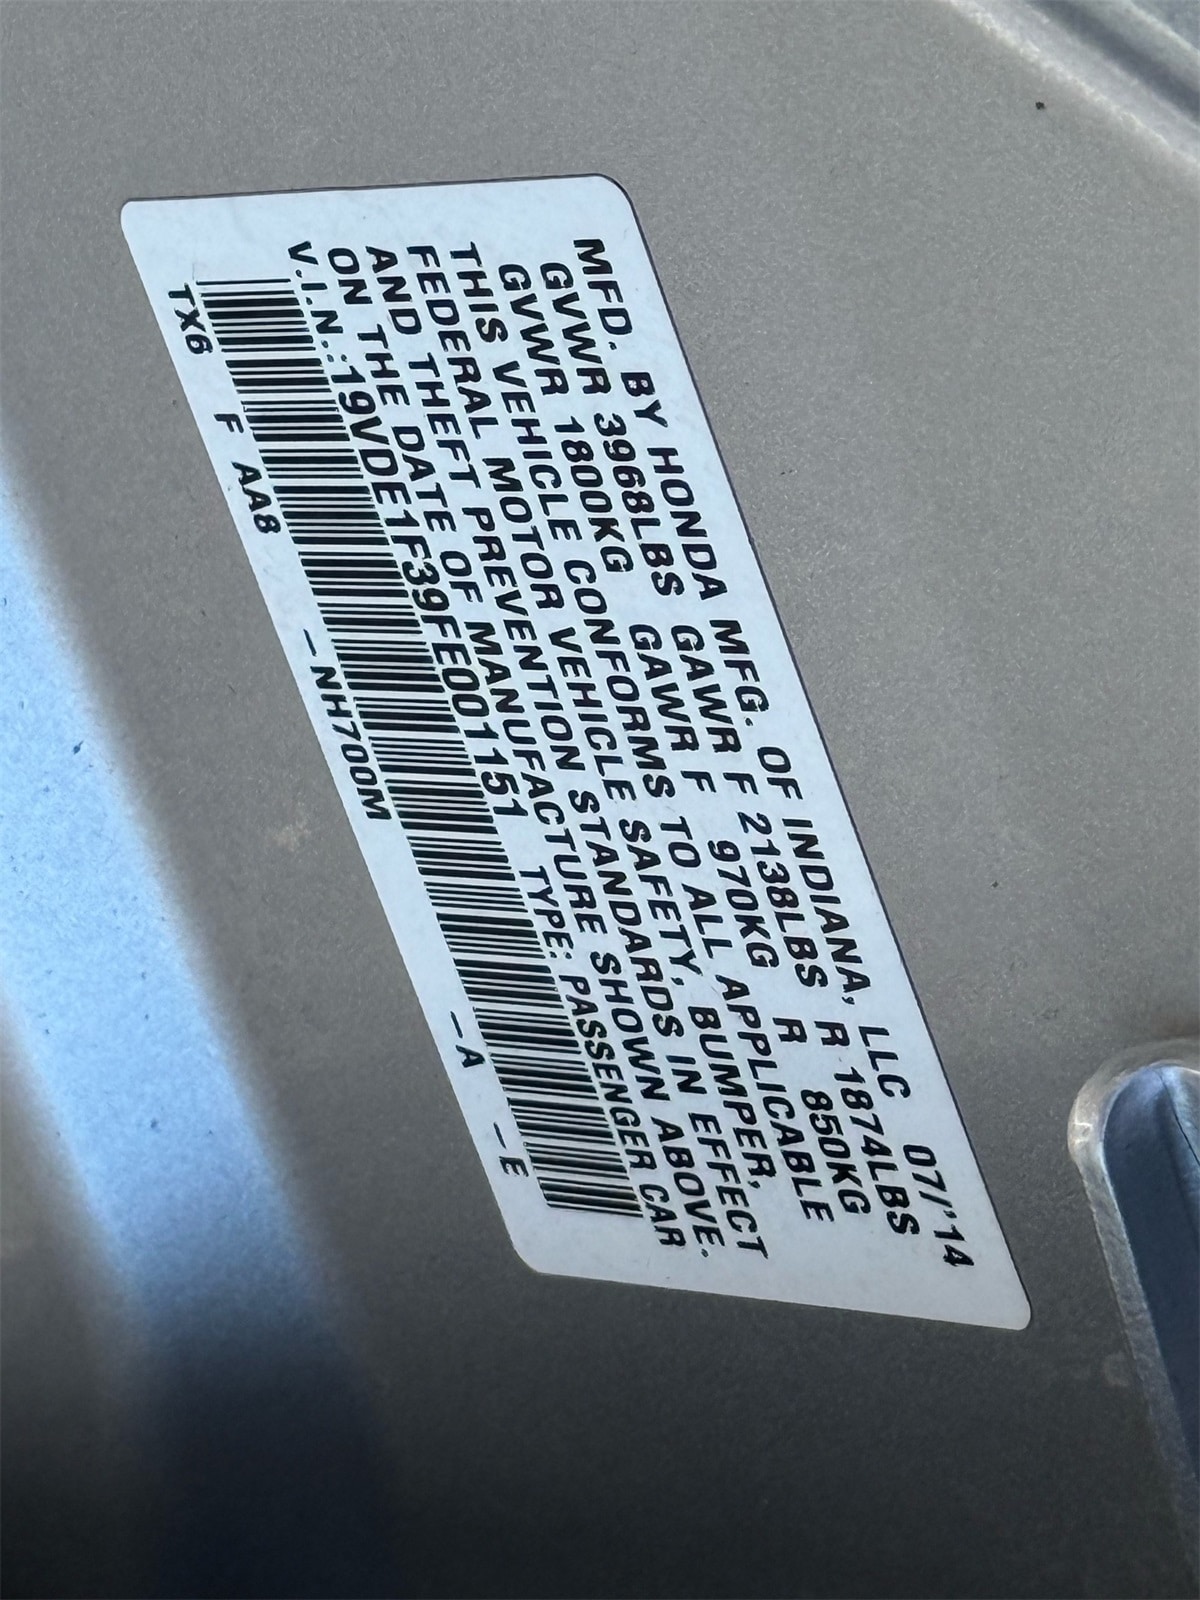 MFD. BY HONDA MFG. OF INDIANA, LLC 07/'14
GVWR 3968LBS GAWR F 2138LBS R 1874LBS
GVWR 1800KG GAWR F 970KG R 850KG
THIS VEHICLE CONFORMS TO ALL APPLICABLE
FEDERAL MOTOR VEHICLE SAFETY, BUMPER,
AND THEFT PREVENTION STANDARDS IN EFFECT
ON THE DATE OF MANUFACTURE SHOWN ABOVE.
V.I.N.:19VDE1F39FE001151 TYPE: PASSENGER CAR
TX6 F AA8 -NH700M -A -E